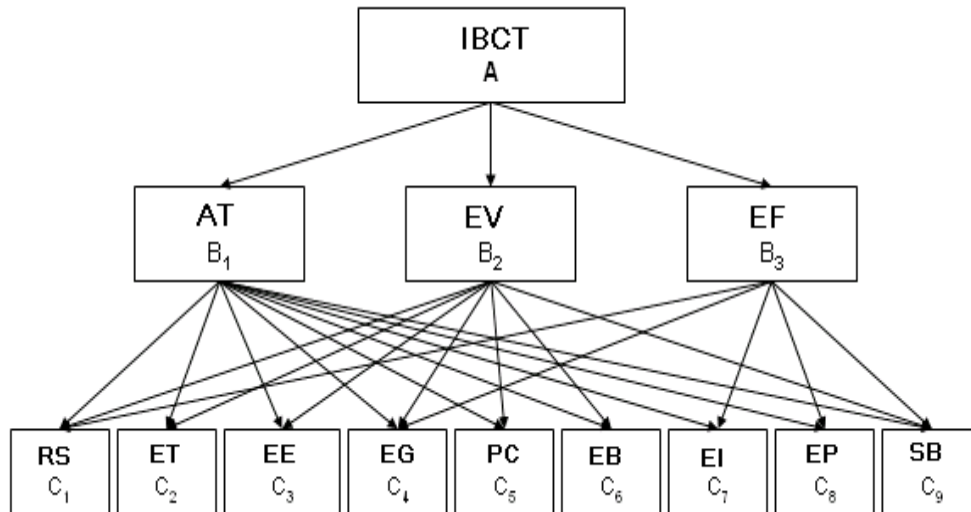 IBCT
A
AT
B₁
EV
B₂
EF
B₃
RS
C₁
ET
C₂
EE
C₃
EG
C₄
PC
C₅
EB
C₆
EI
C₇
EP
C₈
SB
C₉